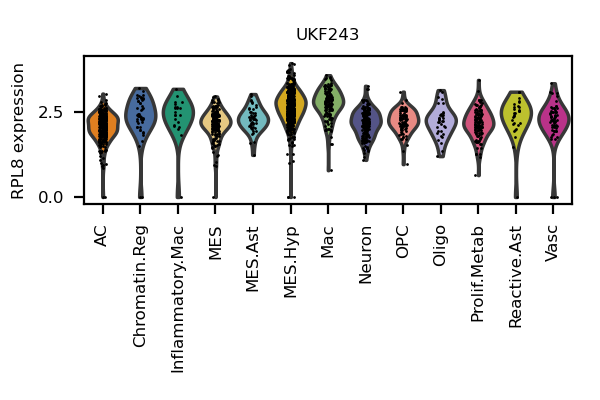 UKF243
RPL8 expression
2.5
0.0
AC
Chromatin.Reg
Inflammatory.Mac
MES
MES.Ast
MES.Hyp
Mac
Neuron
OPC
Oligo
Prolif.Metab
Reactive.Ast
Vasc